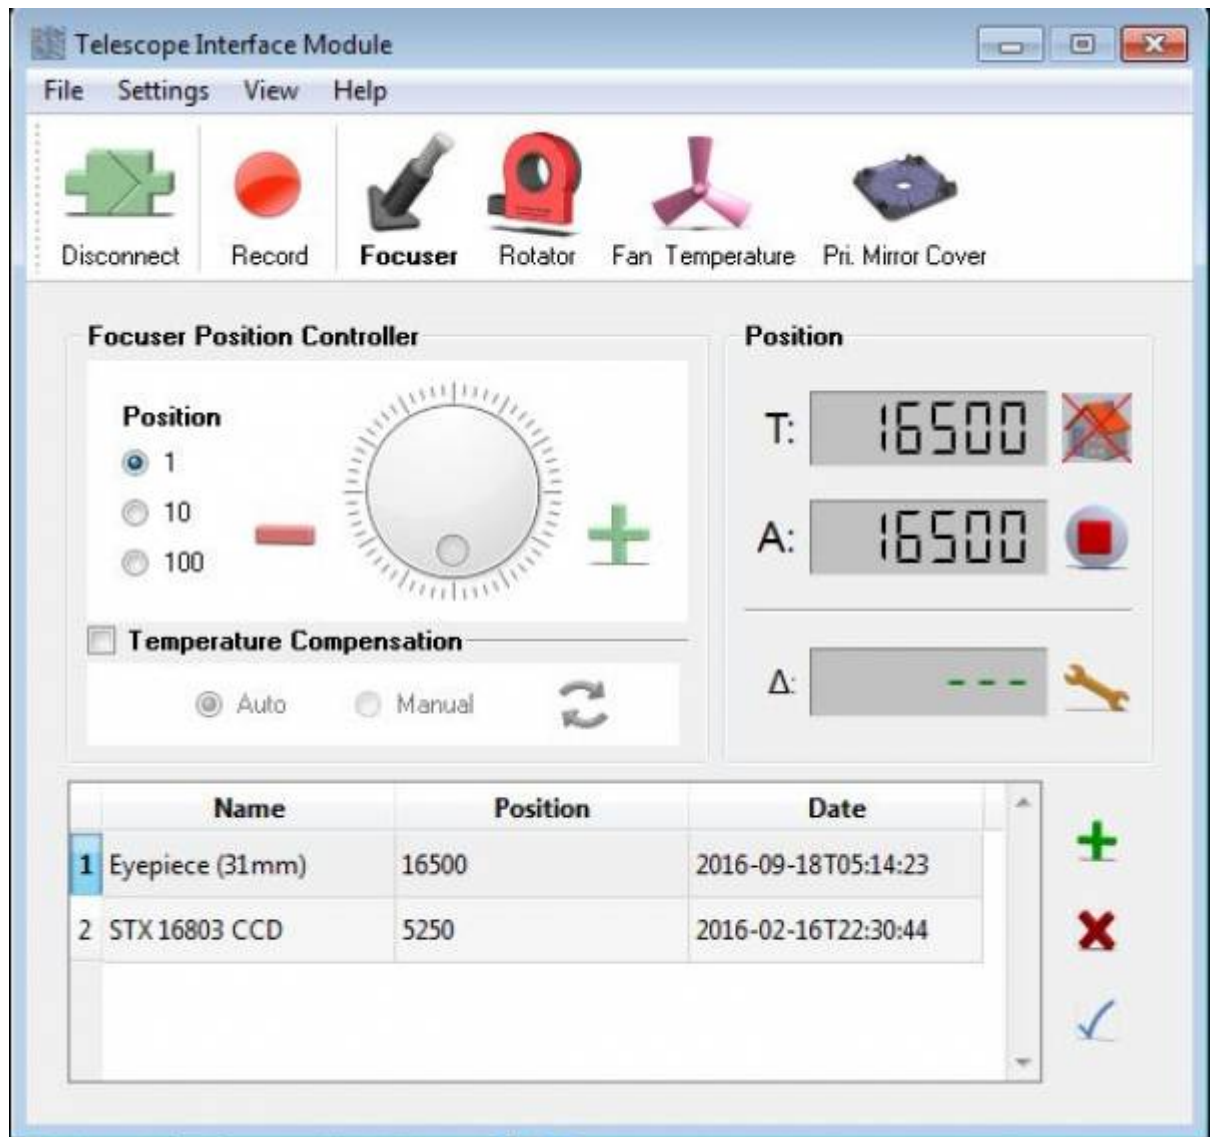 Telescope Interface Module
File Settings View Help
Disconnect Record Focuser Rotator Fan Temperature Pri. Mirror Cover
Focuser Position Controller
Position
1
10
100
Temperature Compensation
Auto Manual
Position
T: 16500
A: 16500
Δ: ---
Name Position Date
1 Eyepiece (31mm) 16500 2016-09-18T05:14:23
2 STX 16803 CCD 5250 2016-02-16T22:30:44